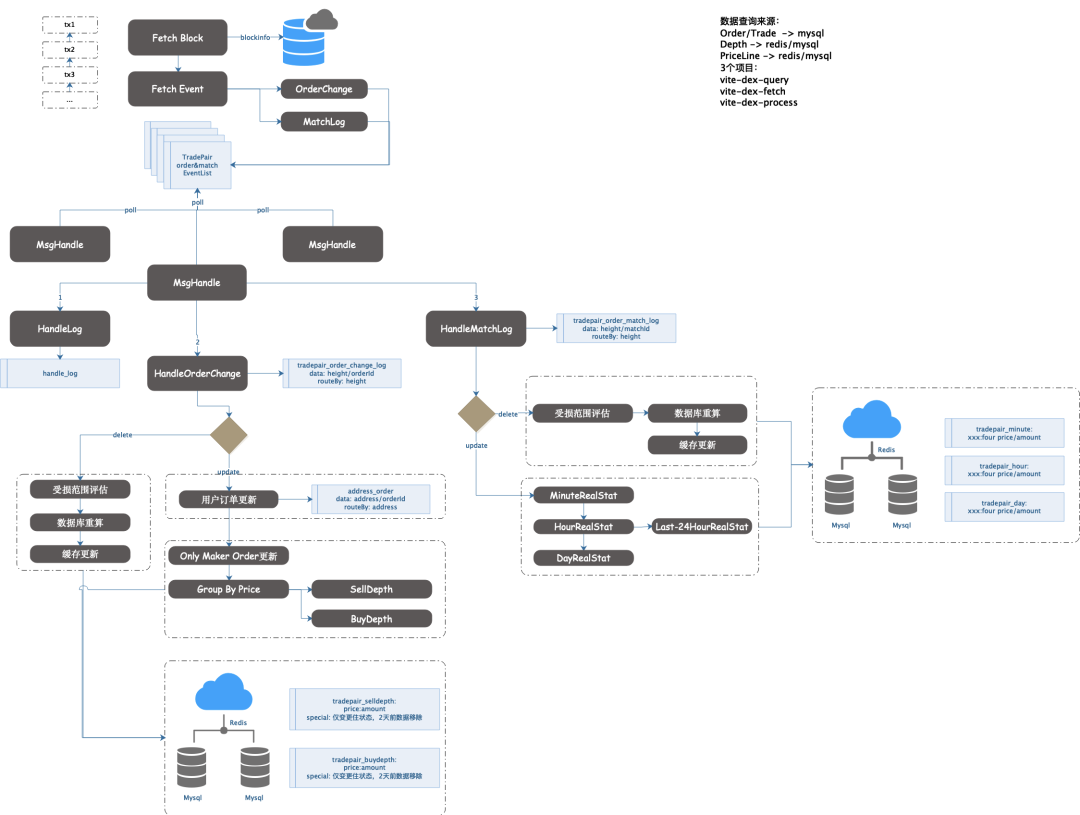 tx1
tx2
tx3
...
Fetch Block
blockinfo
Fetch Event
OrderChange
MatchLog
数据查询来源：
Order/Trade -> mysql
Depth -> redis/mysql
PriceLine -> redis/mysql
3个项目：
vite-dex-query
vite-dex-fetch
vite-dex-process
TradePair
order&match
EventList
poll
poll
poll
MsgHandle
MsgHandle
MsgHandle
1
2
3
HandleLog
handle_log
HandleOrderChange
tradepair_order_change_log
data: height/orderId
routeBy: height
HandleMatchLog
tradepair_order_match_log
data: height/matchId
routeBy: height
delete
update
受损范围评估
数据库重算
缓存更新
用户订单更新
address_order
data: address/orderId
routeBy: address
Only Maker Order更新
Group By Price
SellDepth
BuyDepth
delete
update
受损范围评估
数据库重算
缓存更新
MinuteRealStat
HourRealStat
Last-24HourRealStat
DayRealStat
Redis
Mysql
Mysql
tradepair_minute:
xxx:four price/amount
tradepair_hour:
xxx:four price/amount
tradepair_day:
xxx:four price/amount
Redis
Mysql
Mysql
tradepair_selldepth:
price:amount
special: 仅变更住状态，2天前数据移除
tradepair_buydepth:
price:amount
special: 仅变更住状态，2天前数据移除